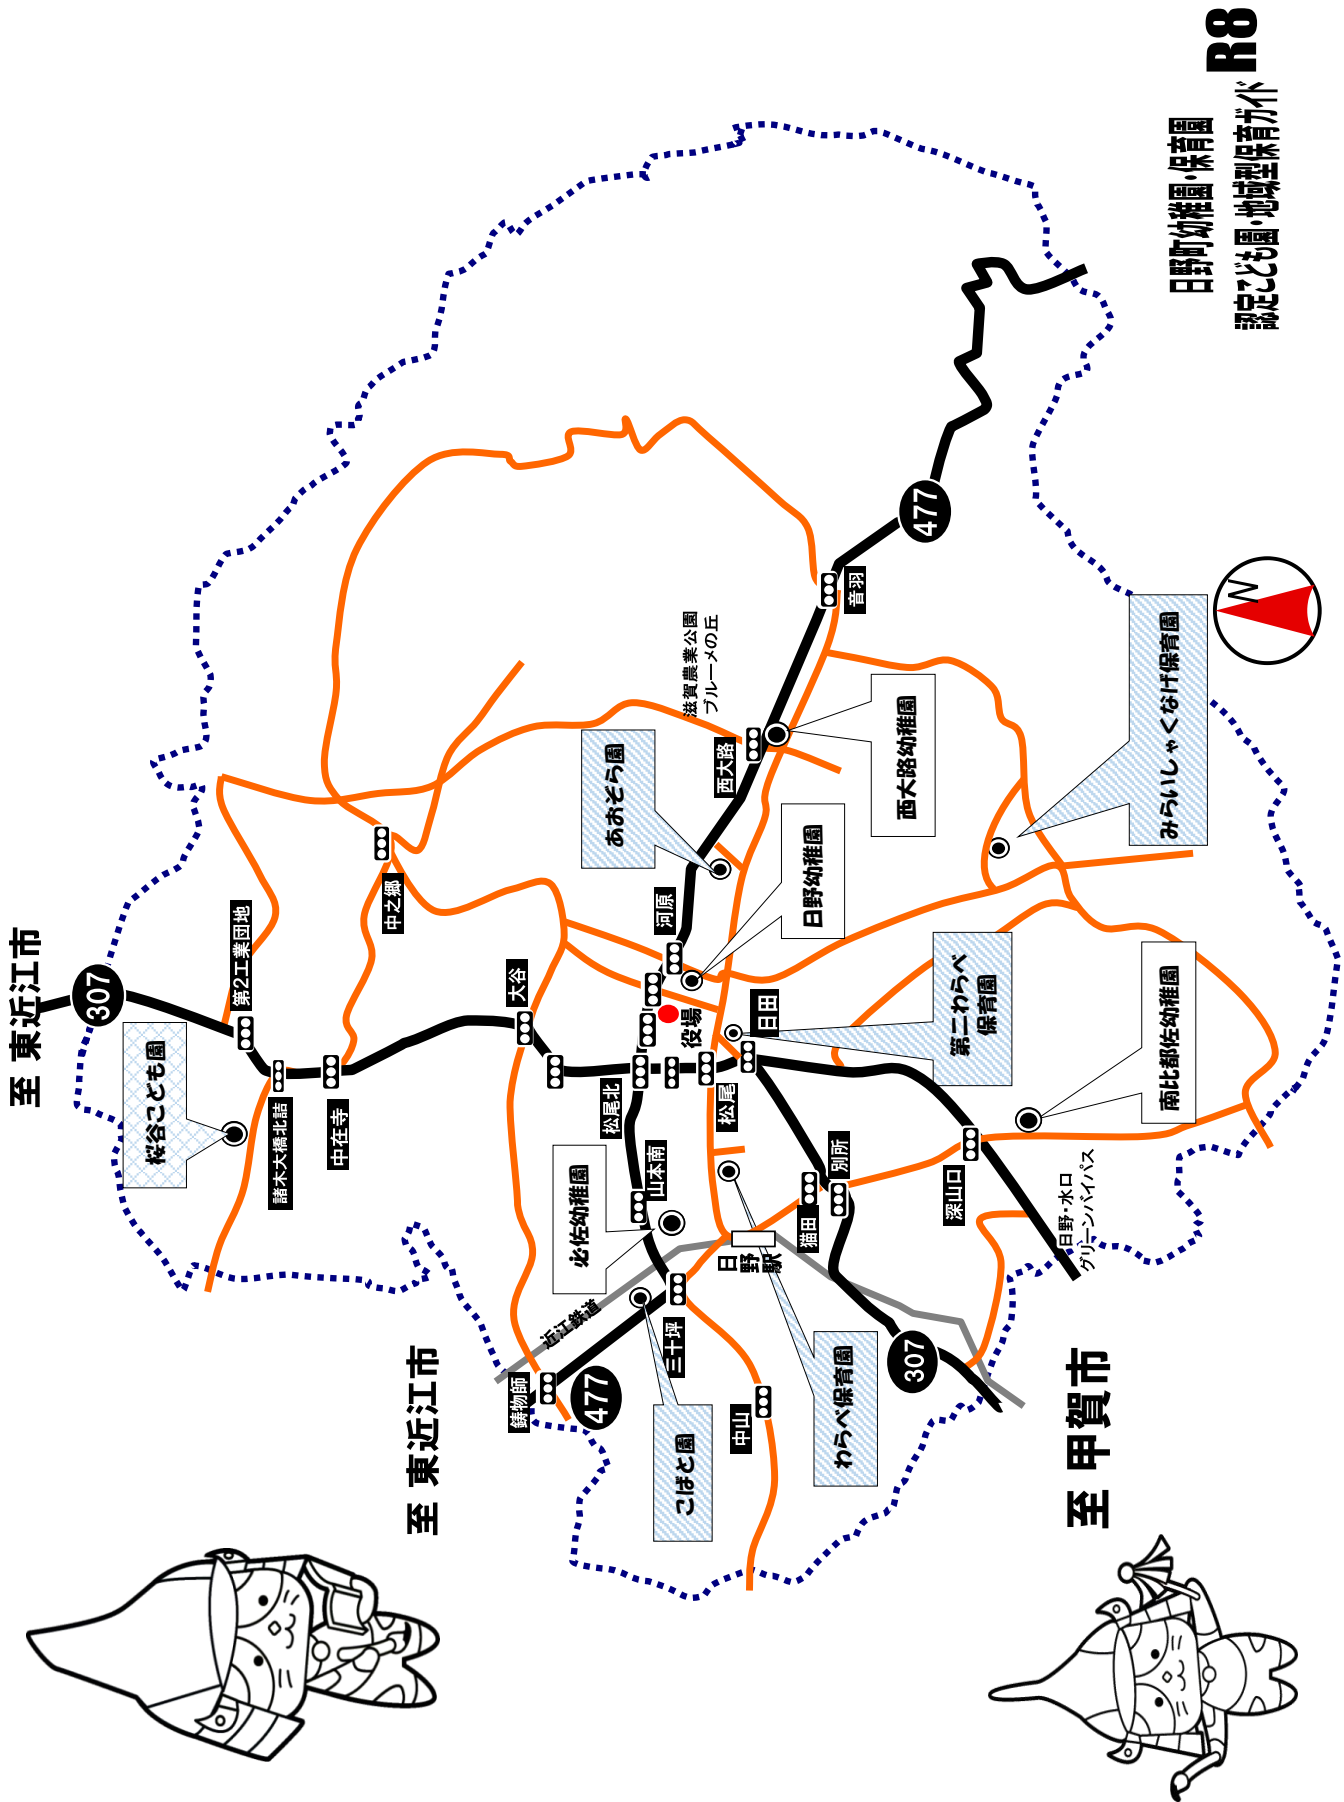 日野町幼稚園・保育園
認定こども園・地域型保育ガイド
R8
至 東近江市
307
第2工業団地
桜谷こども園
諸木大橋北詰
中在寺
中之郷
大谷
滋賀農業公園
ブルーメの丘
あおぞら園
西大路
音羽
477
西大路幼稚園
日野幼稚園
河原
役場
日田
第二わらべ
保育園
みらいしゃくなげ保育園
N
南比都佐幼稚園
松尾北
松尾
山本南
必佐幼稚園
別所
猫田
深山口
日野・水口
グリーンバイパス
日野駅
近江鉄道
三十坪
鋳物師
477
こばと園
中山
わらべ保育園
307
至 東近江市
至 甲賀市